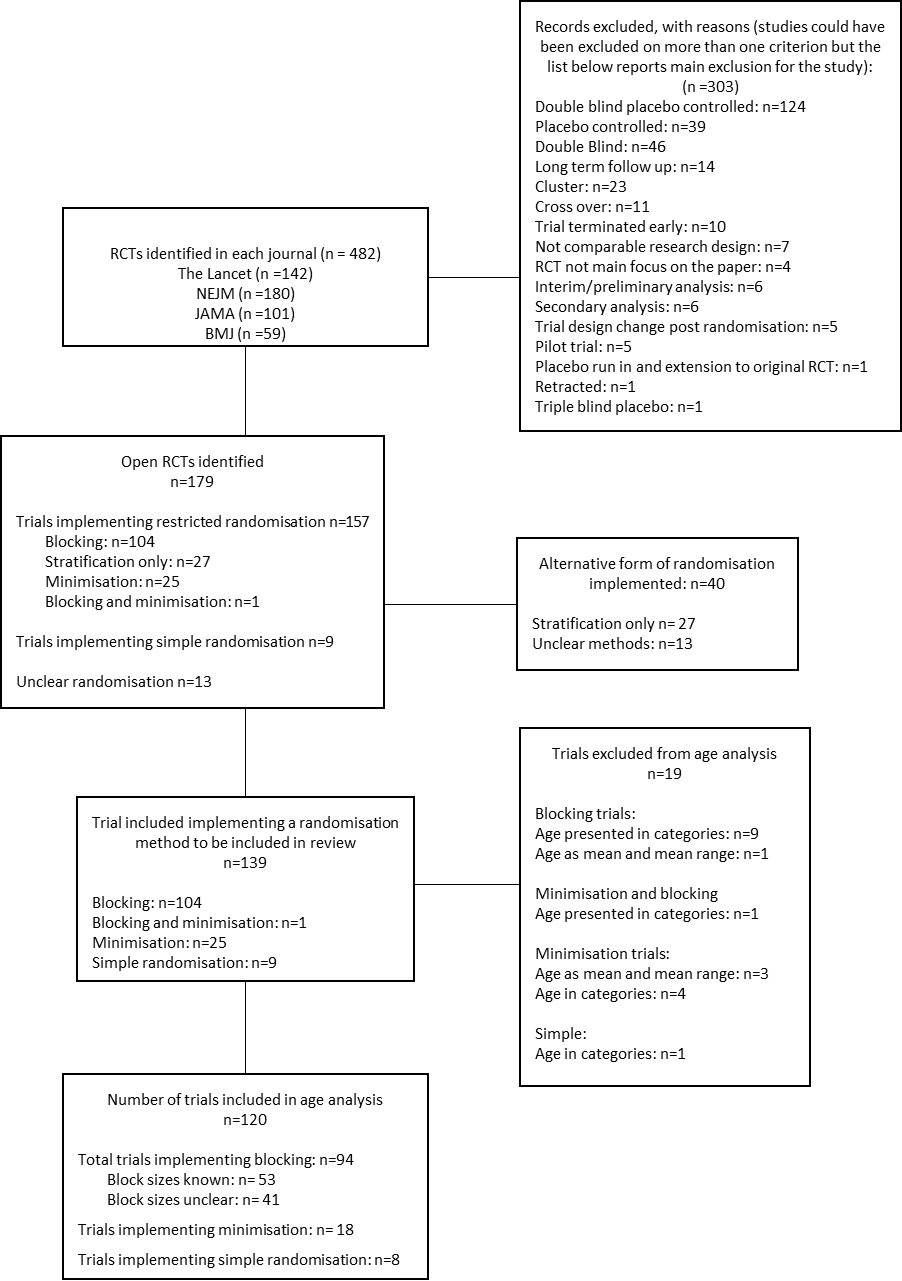 Records excluded, with reasons (studies could have
been excluded on more than one criterion but the
list below reports main exclusion for the study):
(n =303)
Double blind placebo controlled: n=124
Placebo controlled: n=39
Double Blind: n=46
Long term follow up: n=14
Cluster: n=23
Cross over: n=11
Trial terminated early: n=10
Not comparable research design: n=7
RCT not main focus on the paper: n=4
Interim/preliminary analysis: n=6
Secondary analysis: n=6
Trial design change post randomisation: n=5
Pilot trial: n=5
Placebo run in and extension to original RCT: n=1
Retracted: n=1
Triple blind placebo: n=1
RCTs identified in each journal (n = 482)
The Lancet (n =142)
NEJM (n =180)
JAMA (n =101)
BMJ (n =59)
Open RCTs identified
n=179
Trials implementing restricted randomisation n=157
Blocking: n=104
Stratification only: n=27
Minimisation: n=25
Blocking and minimisation: n=1
Trials implementing simple randomisation n=9
Unclear randomisation n=13
Alternative form of randomisation
implemented: n=40
Stratification only n= 27
Unclear methods: n=13
Trial included implementing a randomisation
method to be included in review
n=139
Blocking: n=104
Blocking and minimisation: n=1
Minimisation: n=25
Simple randomisation: n=9
Trials excluded from age analysis
n=19
Blocking trials:
Age presented in categories: n=9
Age as mean and mean range: n=1
Minimisation and blocking
Age presented in categories: n=1
Minimisation trials:
Age as mean and mean range: n=3
Age in categories: n=4
Simple:
Age in categories: n=1
Number of trials included in age analysis
n=120
Total trials implementing blocking: n=94
Block sizes known: n= 53
Block sizes unclear: n= 41
Trials implementing minimisation: n= 18
Trials implementing simple randomisation: n=8